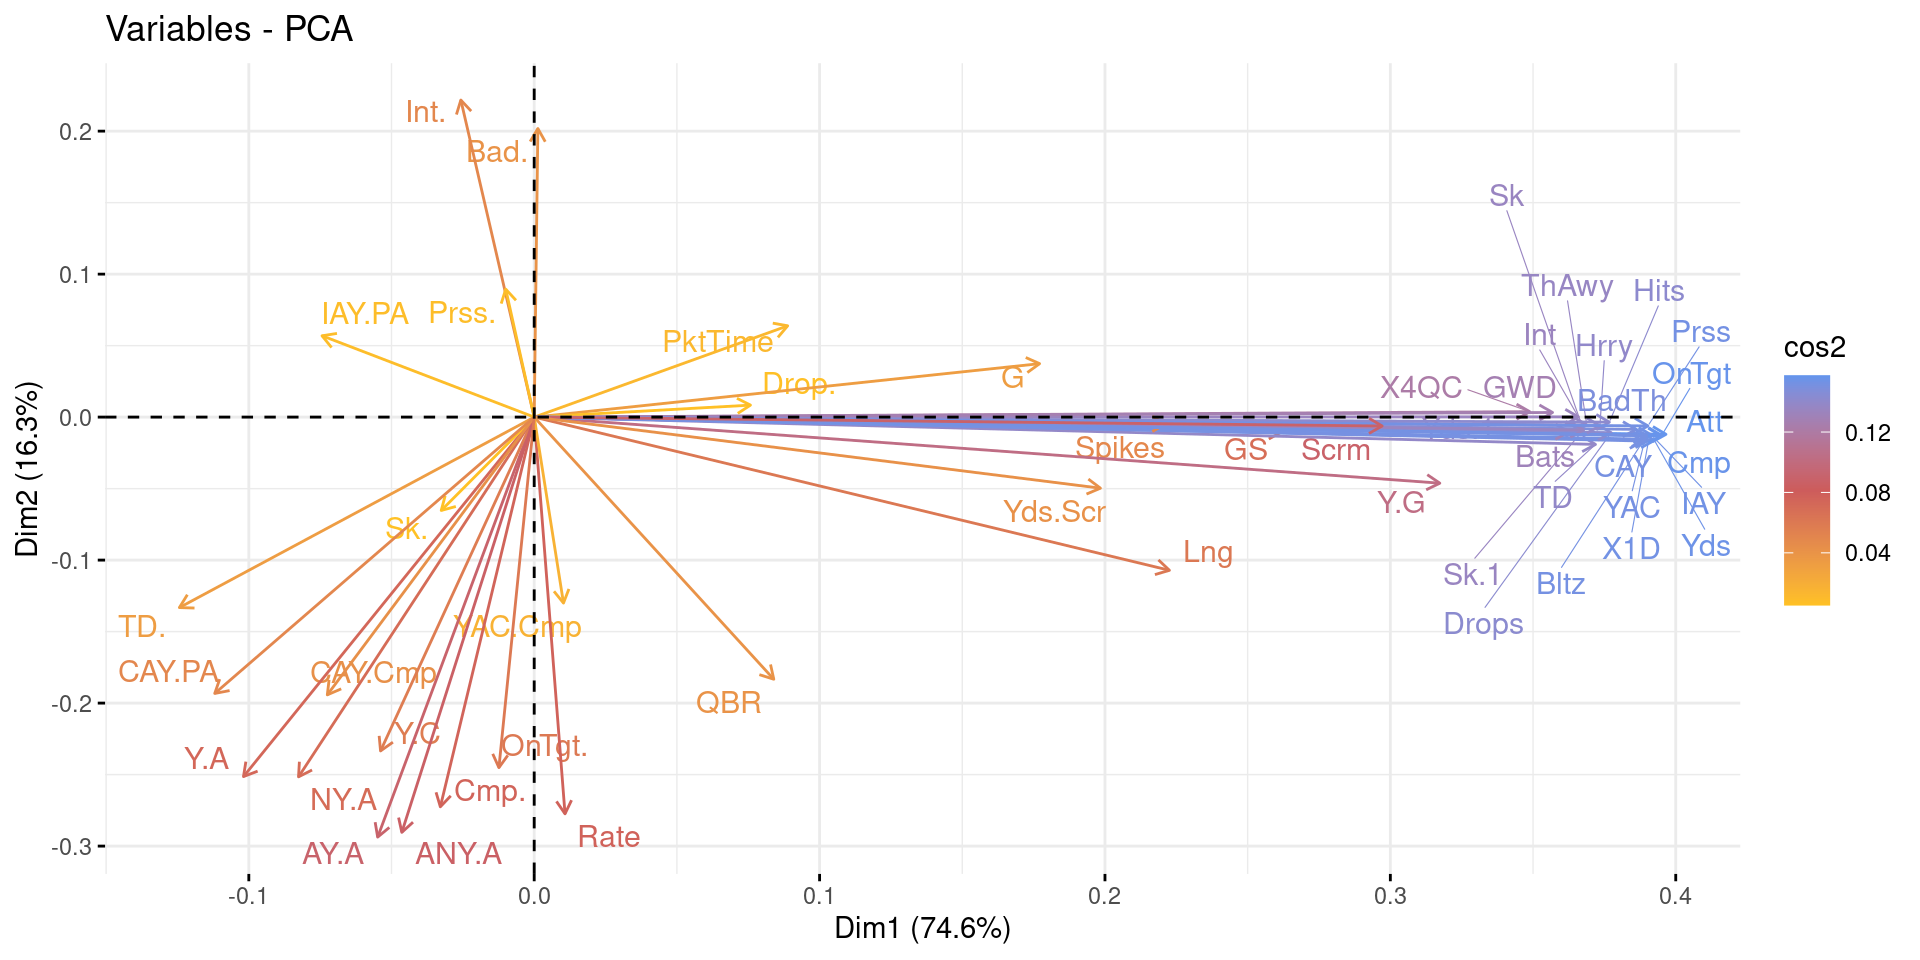 Variables - PCA
Int.
Bad.
0.2
Sk
0.1
ThAwy
Hits
IAY.PA
Prss.
Int
Prss
PktTime
Hrry
cos2
G
Drop.
X4QC
GWD
OnTgt
BadTh
0.0
Att
0.12
Spikes
GS
Scrm
Bats
CAY
Cmp
Y.G
TD
YAC
IAY
0.08
Sk.
Yds.Scr
Dim2 (16.3%)
-0.1
Lng
X1D
Yds
0.04
Sk.1
Bltz
TD.
YAC.Cmp
Drops
CAY.PA
CAY.Cmp
-0.2
QBR
Y.C
OnTgt.
Y.A
NY.A
Cmp.
Rate
-0.3
AY.A
ANY.A
-0.1
0.0
0.1
0.2
0.3
0.4
Dim1 (74.6%)